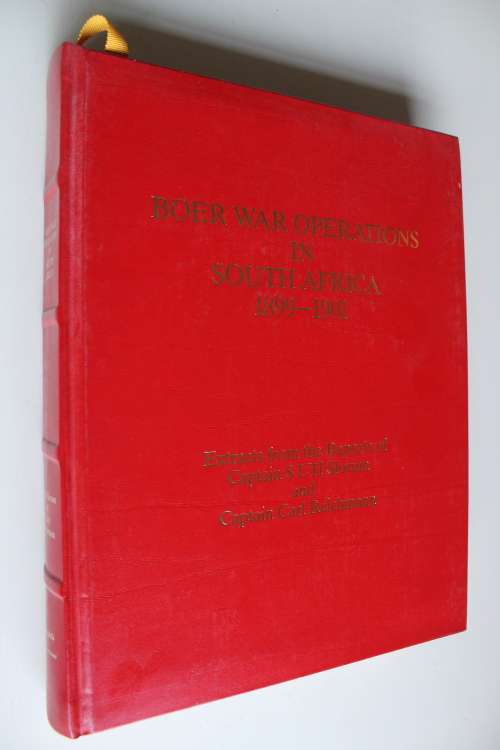 BOER WAR OPERATIONS
IN
SOUTH AFRICA
1899–1901
Extracts from the Reports of
Captain S. L'H. Slocum
and
Captain Carl Reichmann